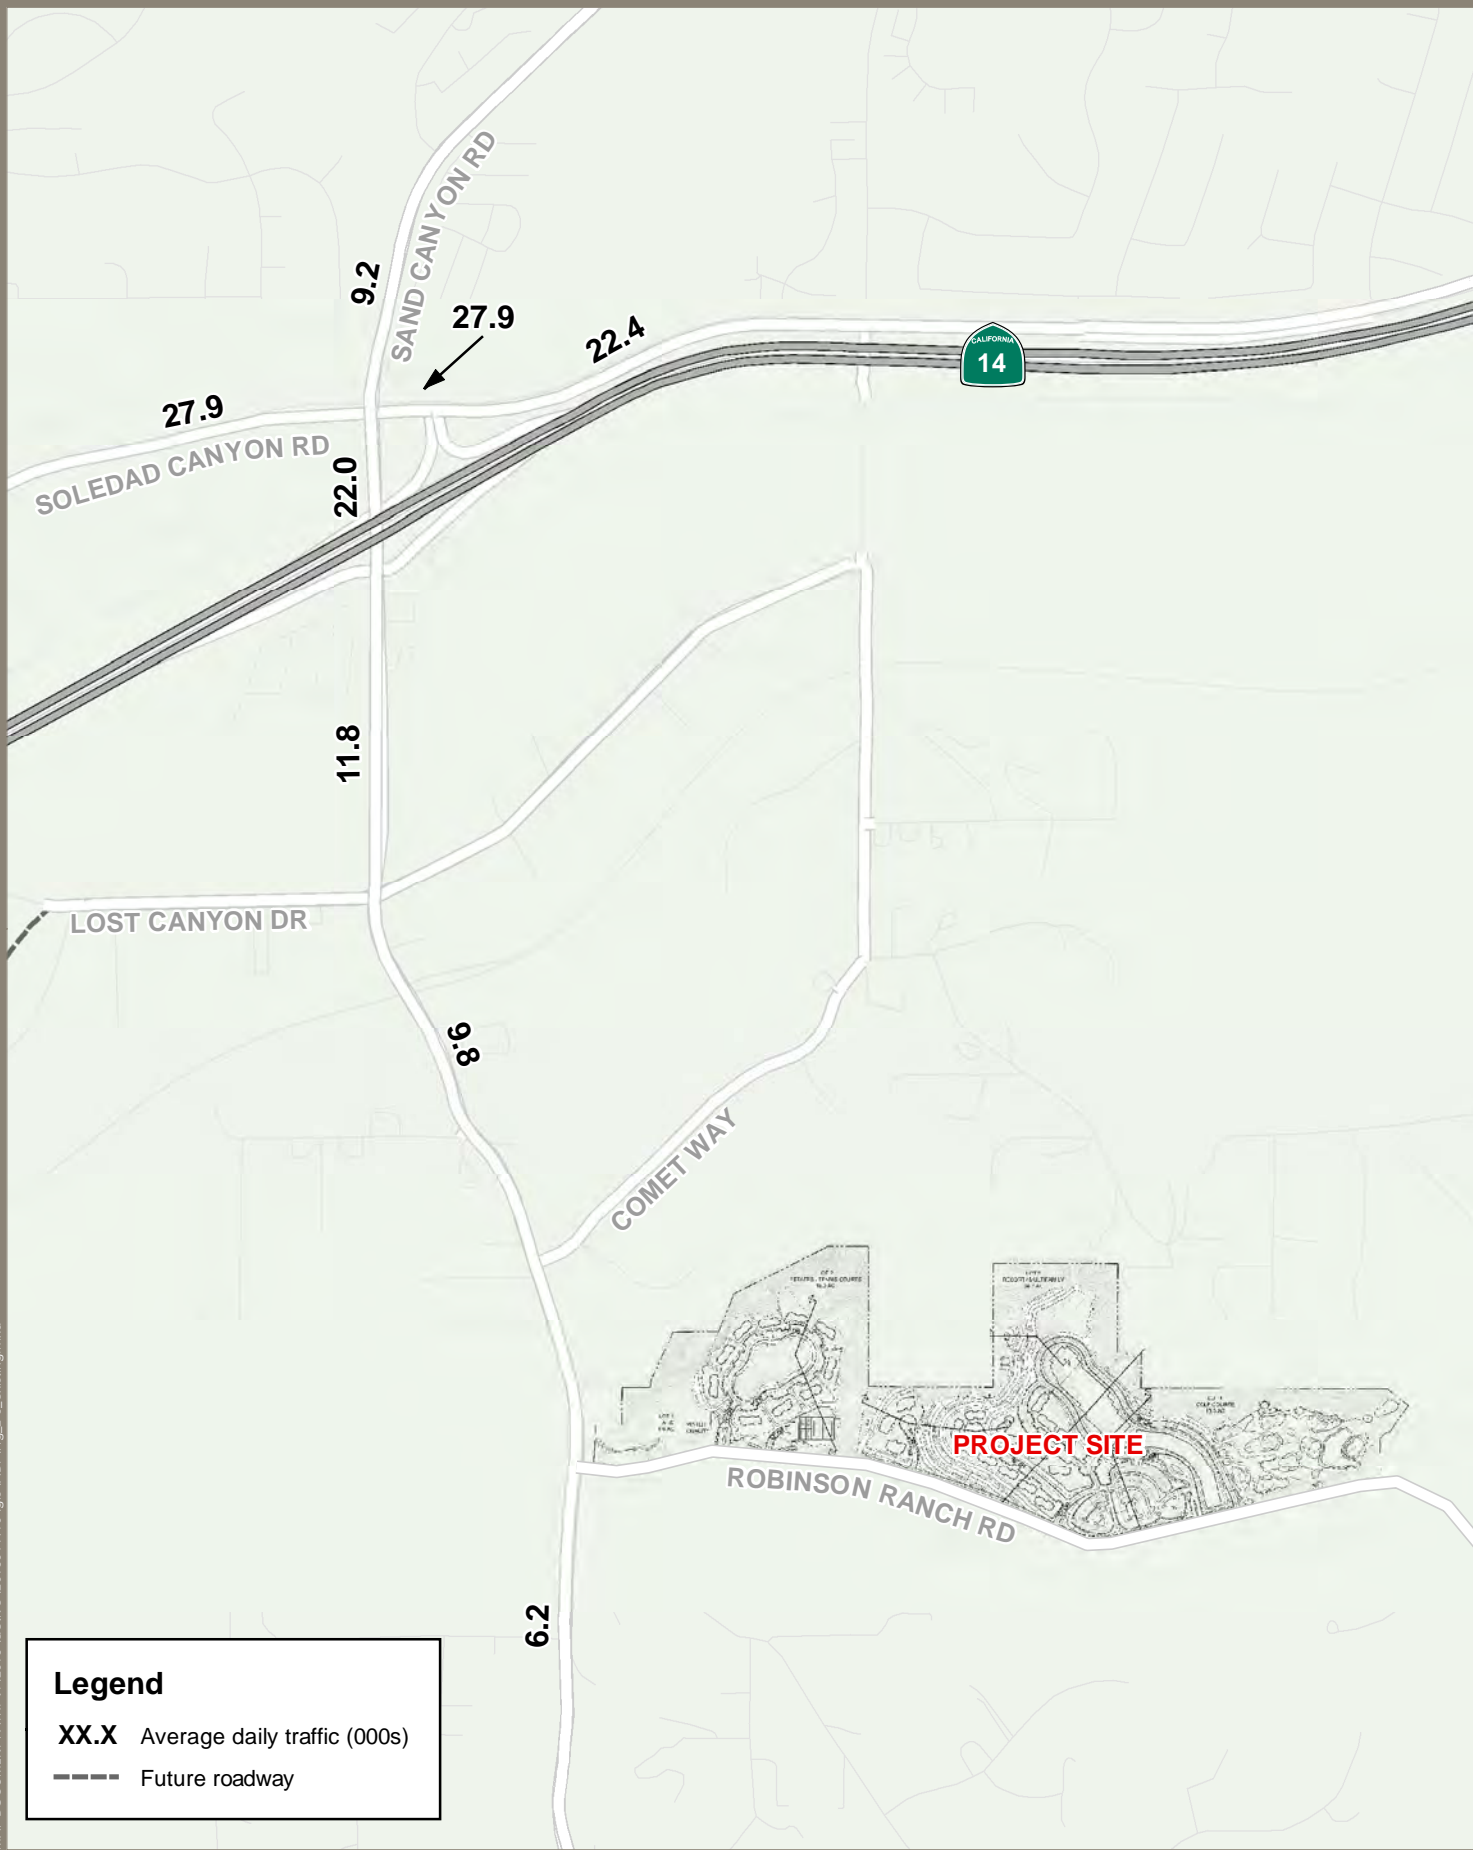 SAND CANYON RD
9.2
27.9
22.4
CALIFORNIA
14
27.9
SOLEDAD CANYON RD
22.0
11.8
LOST CANYON DR
9.8
COMET WAY
PROJECT SITE
ROBINSON RANCH RD
6.2
Legend
XX.X Average daily traffic (000s)
Future roadway